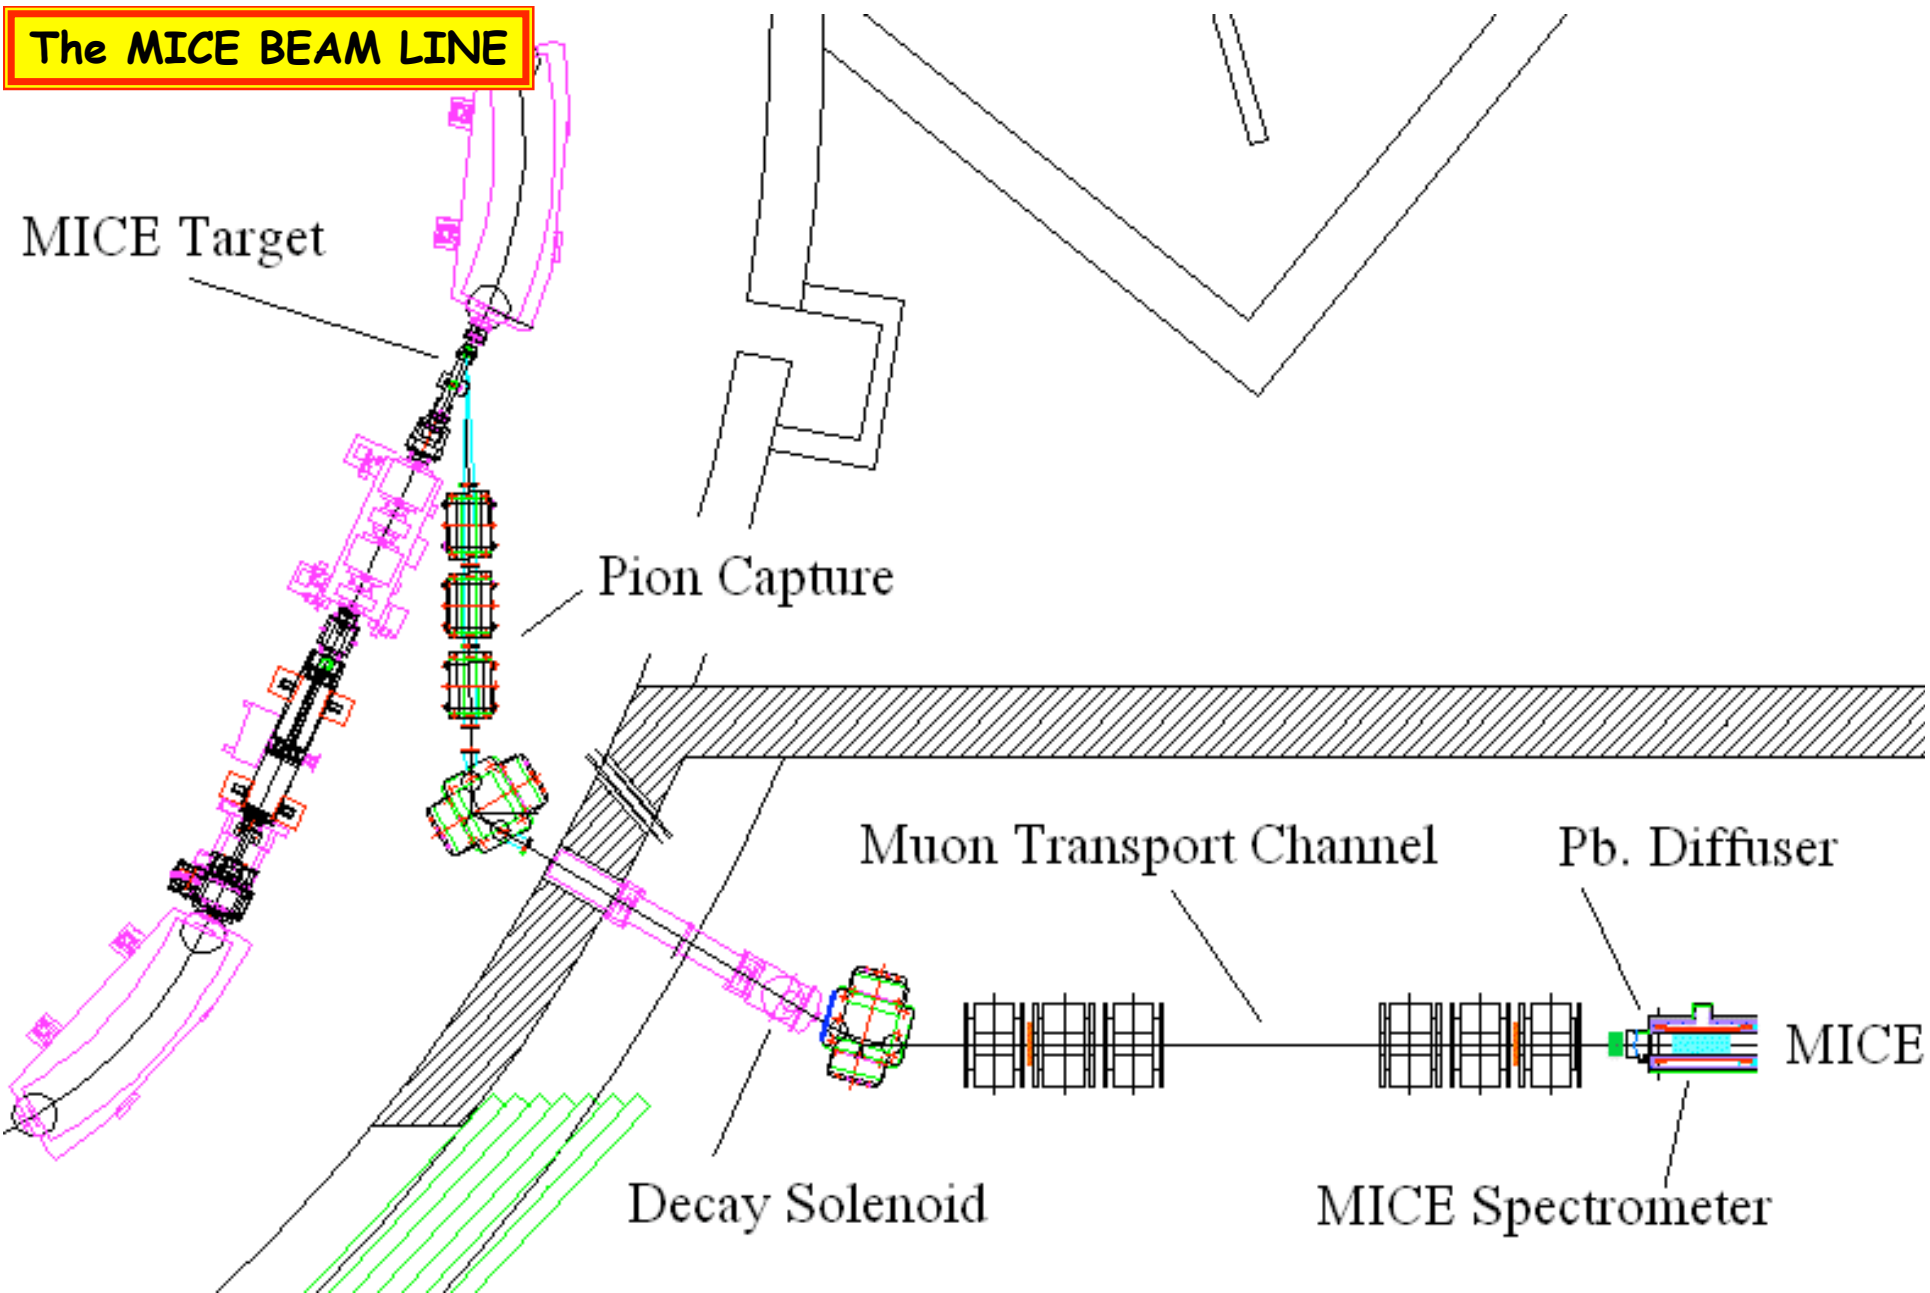 The MICE BEAM LINE
MICE Target
Pion Capture
Muon Transport Channel
Pb. Diffuser
MICE
Decay Solenoid
MICE Spectrometer